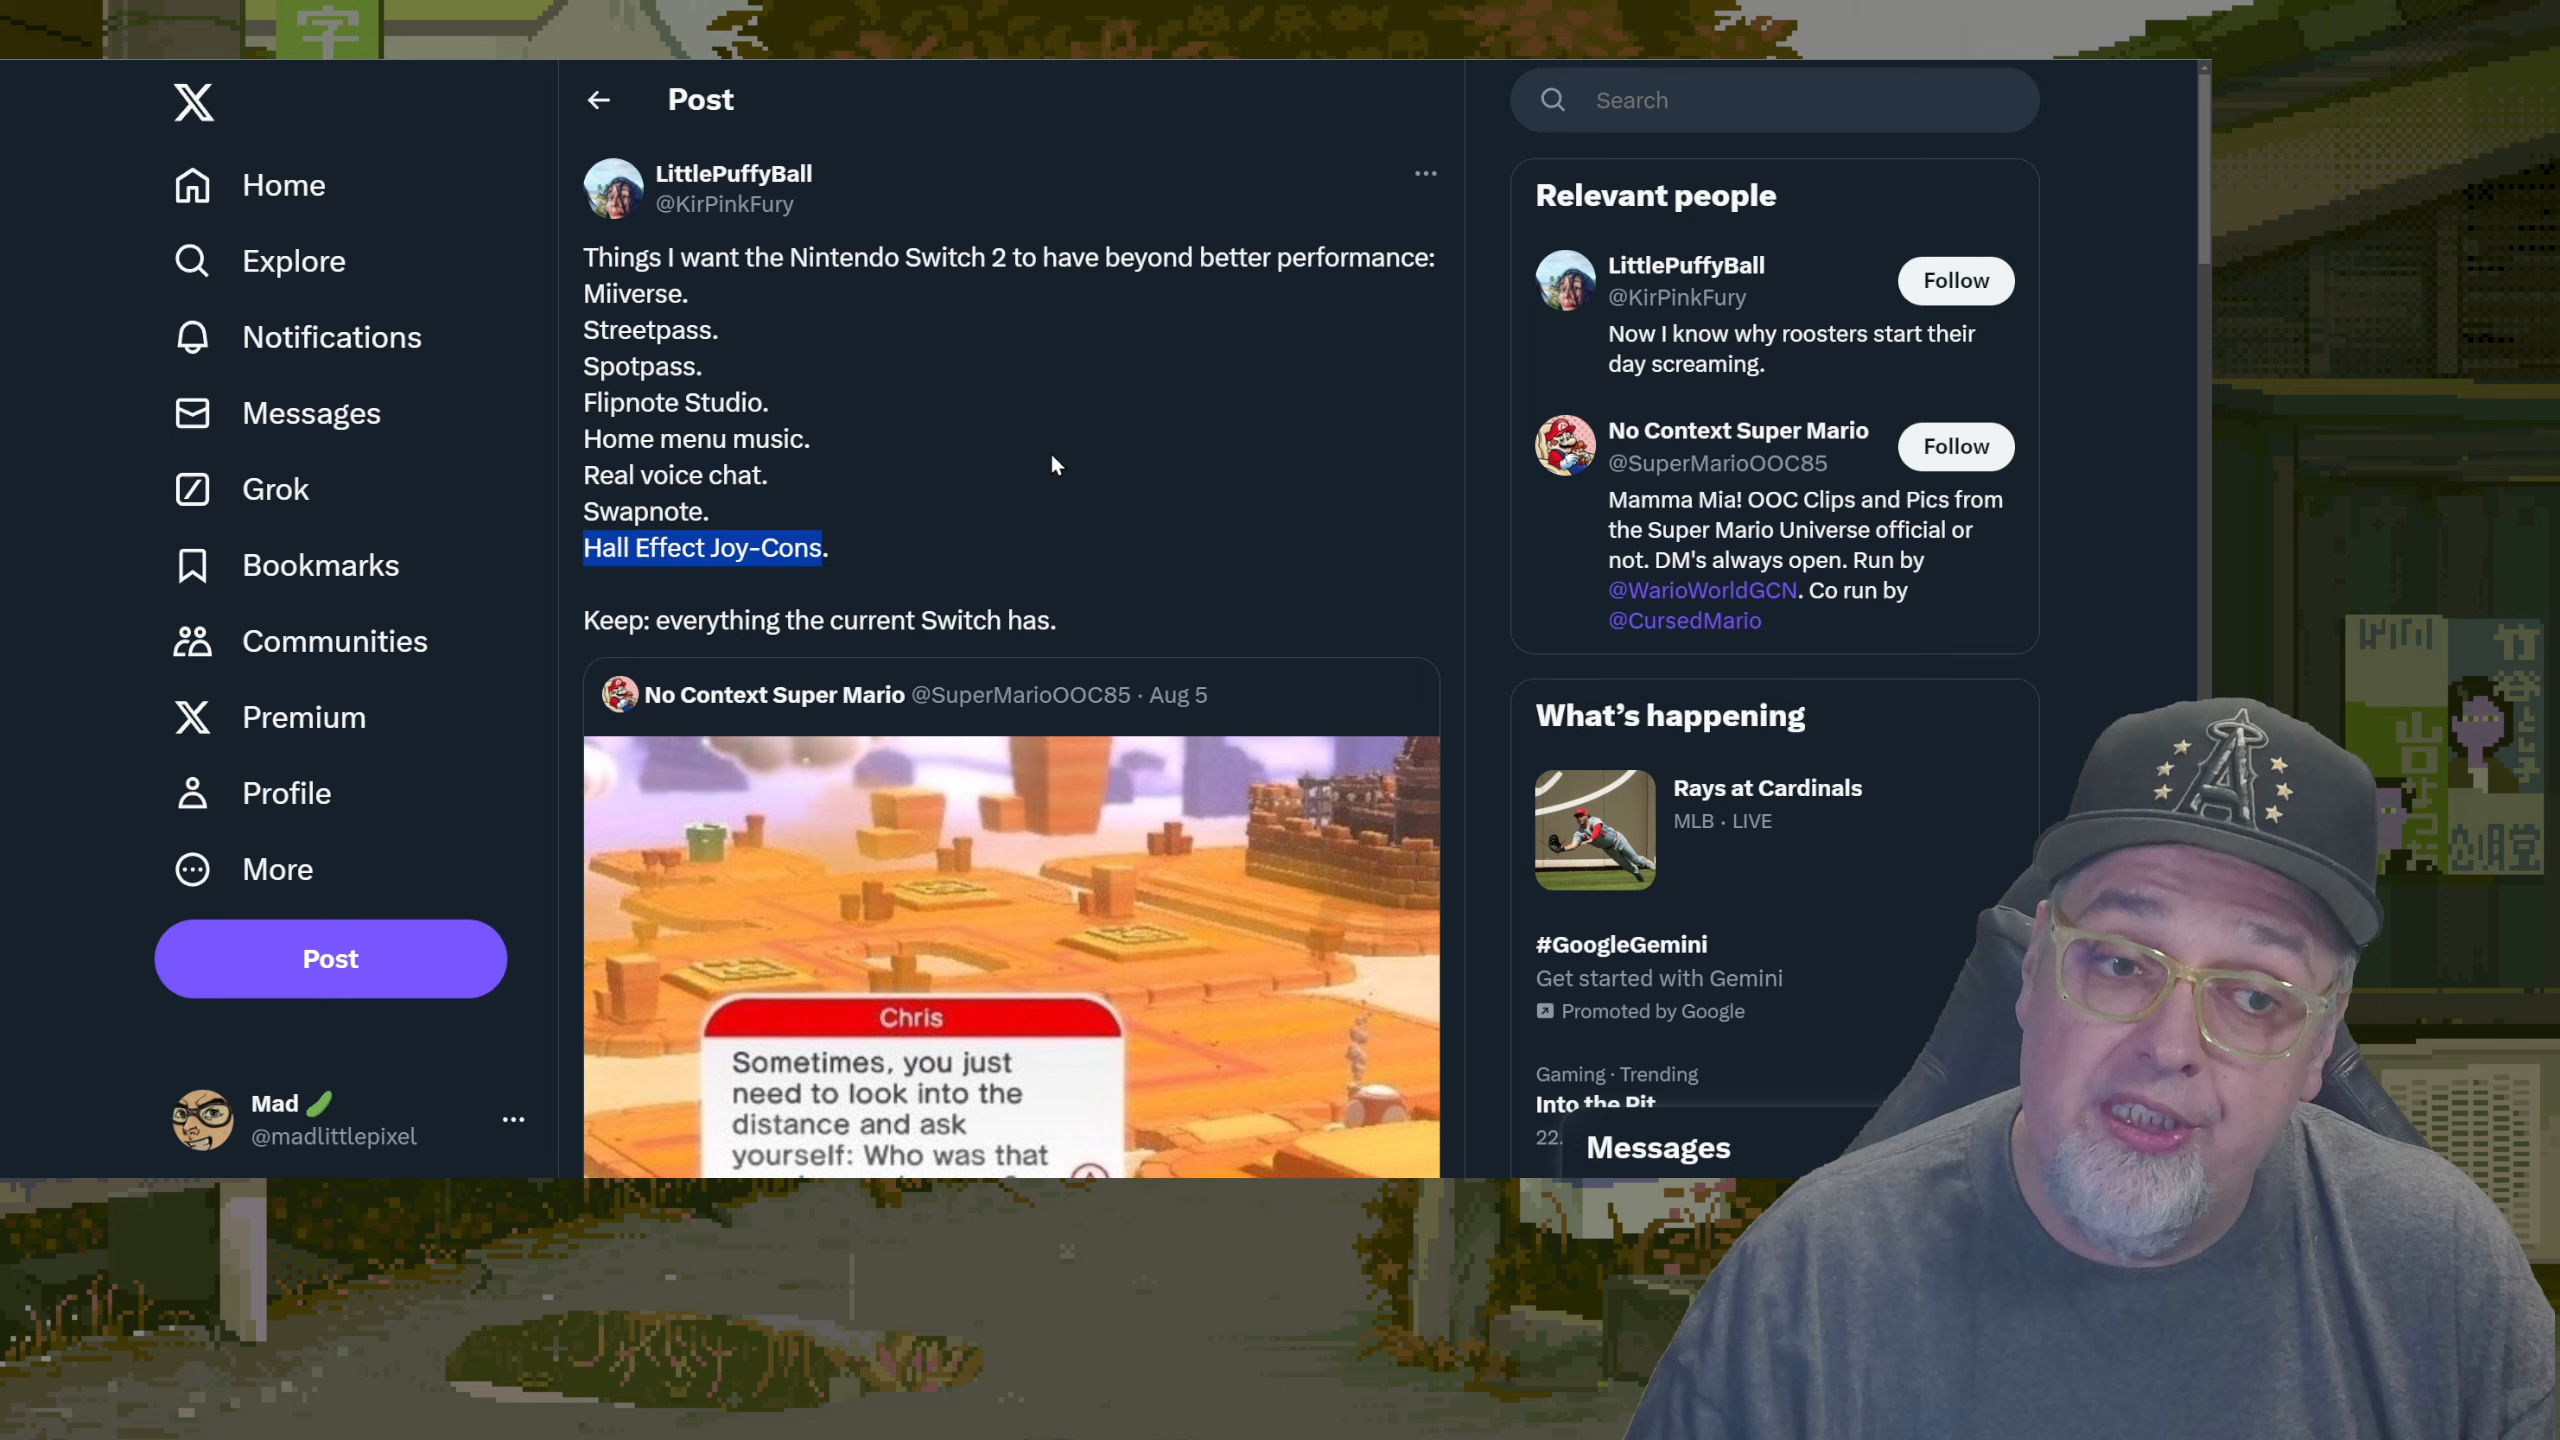 字
Home
Explore
Notifications
Messages
Grok
Bookmarks
Communities
Premium
Profile
More
Post
Mad
@madlittlepixel
Post
LittlePuffyBall
@KirPinkFury
Things I want the Nintendo Switch 2 to have beyond better performance:
Miiverse.
Streetpass.
Spotpass.
Flipnote Studio.
Home menu music.
Real voice chat.
Swapnote.
Hall Effect Joy-Cons.
Keep: everything the current Switch has.
No Context Super Mario @SuperMarioOOC85 · Aug 5
Chris
Sometimes, you just
need to look into the
distance and ask
yourself: Who was that
Search
Relevant people
LittlePuffyBall
@KirPinkFury
Follow
Now I know why roosters start their
day screaming.
No Context Super Mario
@SuperMarioOOC85
Follow
Mamma Mia! OOC Clips and Pics from
the Super Mario Universe official or
not. DM's always open. Run by
@WarioWorldGCN. Co run by
@CursedMario
What's happening
Rays at Cardinals
MLB · LIVE
#GoogleGemini
Get started with Gemini
Promoted by Google
Gaming · Trending
Into the Pit
22.
Messages
A